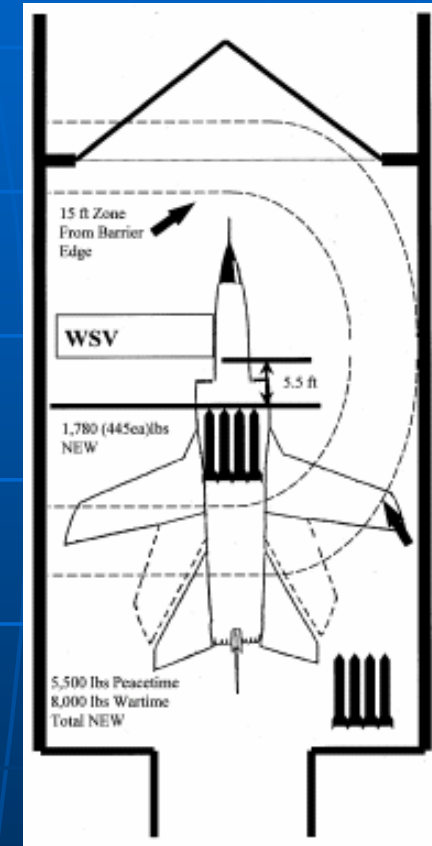 15 ft Zone
From Barrier
Edge
WSV
5.5 ft
1,780 (445ea)lbs
NEW
5,500 lbs Peacetime
8,000 lbs Wartime
Total NEW